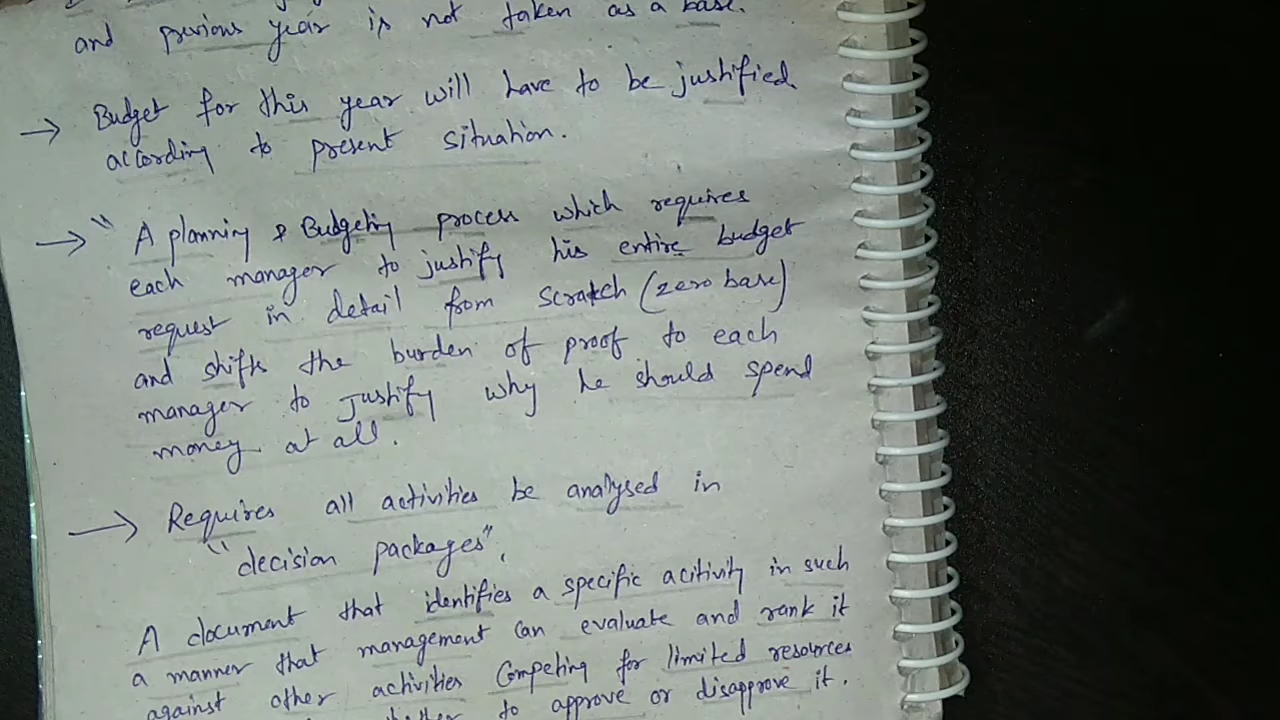 and previous year is not taken as a base.
→ Budget for this year will have to be justified
according to present situation.
→ " A planning & Budgeting process which requires
each manager to justify his entire budget
request in detail from scratch (zero base)
and shifts the burden of proof to each
manager to justify why he should spend
money at all.
→ Requires all activities be analysed in
"decision packages".
A document that identifies a specific acitivity in such
a manner that management can evaluate and rank it
against other activities competing for limited resources
to approve or disapprove it.